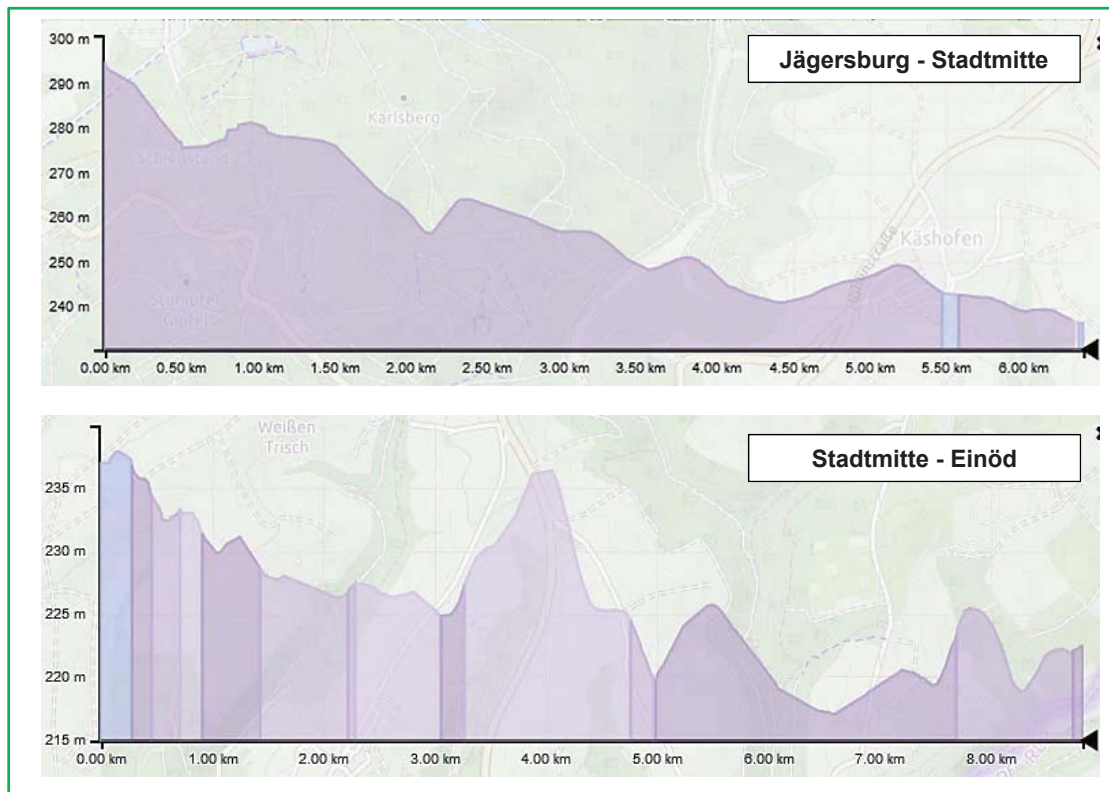 300 m
Jägersburg - Stadtmitte
290 m
280 m
Karlsberg
270 m
260 m
Käshofen
250 m
240 m
0.00 km 0.50 km 1.00 km 1.50 km 2.00 km 2.50 km 3.00 km 3.50 km 4.00 km 4.50 km 5.00 km 5.50 km 6.00 km
Weißen
Trisch
Stadtmitte - Einöd
235 m
230 m
225 m
220 m
215 m
0.00 km 1.00 km 2.00 km 3.00 km 4.00 km 5.00 km 6.00 km 7.00 km 8.00 km